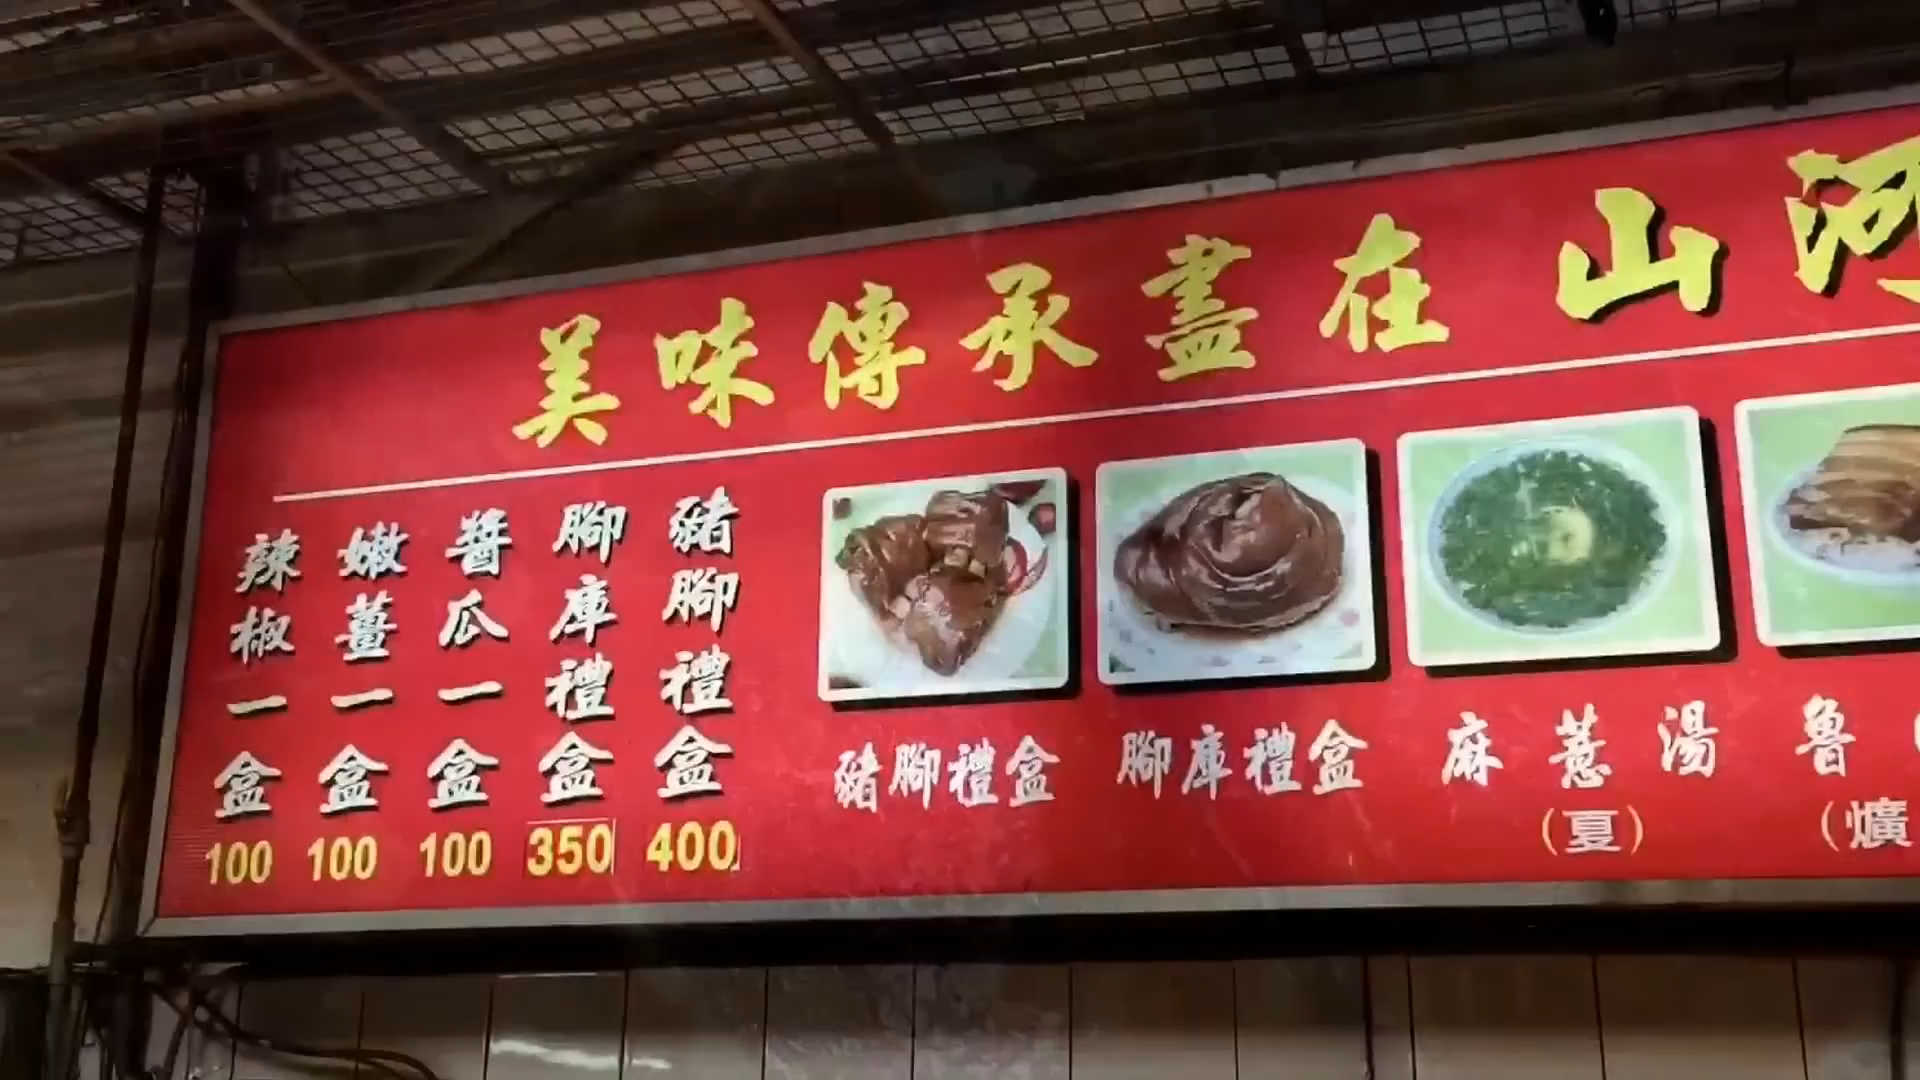 美味傳承盡在 山河
豬腳禮盒 400
腳庫禮盒 350
醬瓜一盒 100
嫩薑一盒 100
辣椒一盒 100
豬腳禮盒
腳庫禮盒
麻薏湯
(夏)
魯
(爌